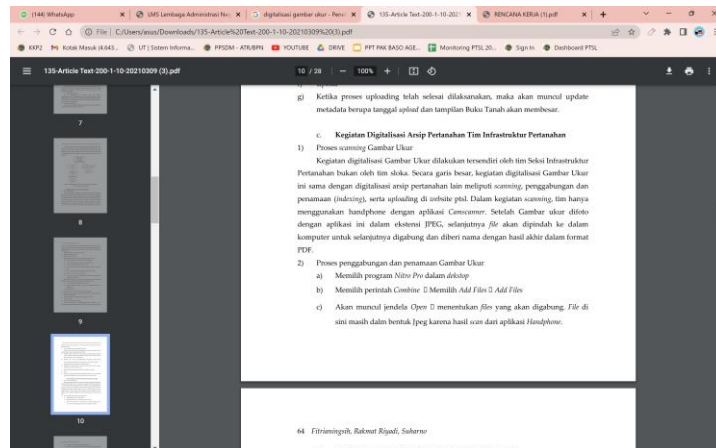 (144) WhatsApp
UMS Lembaga Administrasi Neg
digitalisasi gambar ukur - Pene
135-Article Text-200-1-10-2021
RENCANA KERJA (1).pdf
File | C:/Users/asus/Downloads/135-Article%20Text-200-1-10-20210309%20(3).pdf
KKP2
Kotak Masuk (4.643...
UT | Sistem Informa...
PPSDM - ATR/BPN
YOUTUBE
DRIVE
PPT PAK BASO AGE...
Monitoring PTSL 20...
Sign In
Dashboard PTSL
135-Article Text-200-1-10-20210309 (3).pdf
10 / 28
100%
7
8
9
10
g) Ketika proses uploading telah selesai dilaksanakan, maka akan muncul update
metadata berupa tanggal upload dan tampilan Buku Tanah akan membesar.
c. Kegiatan Digitalisasi Arsip Pertanahan Tim Infrastruktur Pertanahan
1) Proses scanning Gambar Ukur
Kegiatan digitalisasi Gambar Ukur dilakukan tersendiri oleh tim Seksi Infrastruktur
Pertanahan bukan oleh tim sloka. Secara garis besar, kegiatan digitalisasi Gambar Ukur
ini sama dengan digitalisasi arsip pertanahan lain meliputi scanning, penggabungan dan
penamaan (indexing), serta uploading di website ptsl. Dalam kegiatan scanning, tim hanya
menggunakan handphone dengan aplikasi Camscanner. Setelah Gambar ukur difoto
dengan aplikasi ini dalam ekstensi JPEG, selanjutnya file akan dipindah ke dalam
komputer untuk selanjutnya digabung dan diberi nama dengan hasil akhir dalam format
PDF.
2) Proses penggabungan dan penamaan Gambar Ukur
a) Memilih program Nitro Pro dalam dekstop
b) Memilih perintah Combine  Memilih Add Files  Add Files
c) Akan muncul jendela Open  menentukan files yang akan digabung. File di
sini masih dalm bentuk Jpeg karena hasil scan dari aplikasi Handphone.
64 Fitrianingsih, Rakmat Riyadi, Suharno